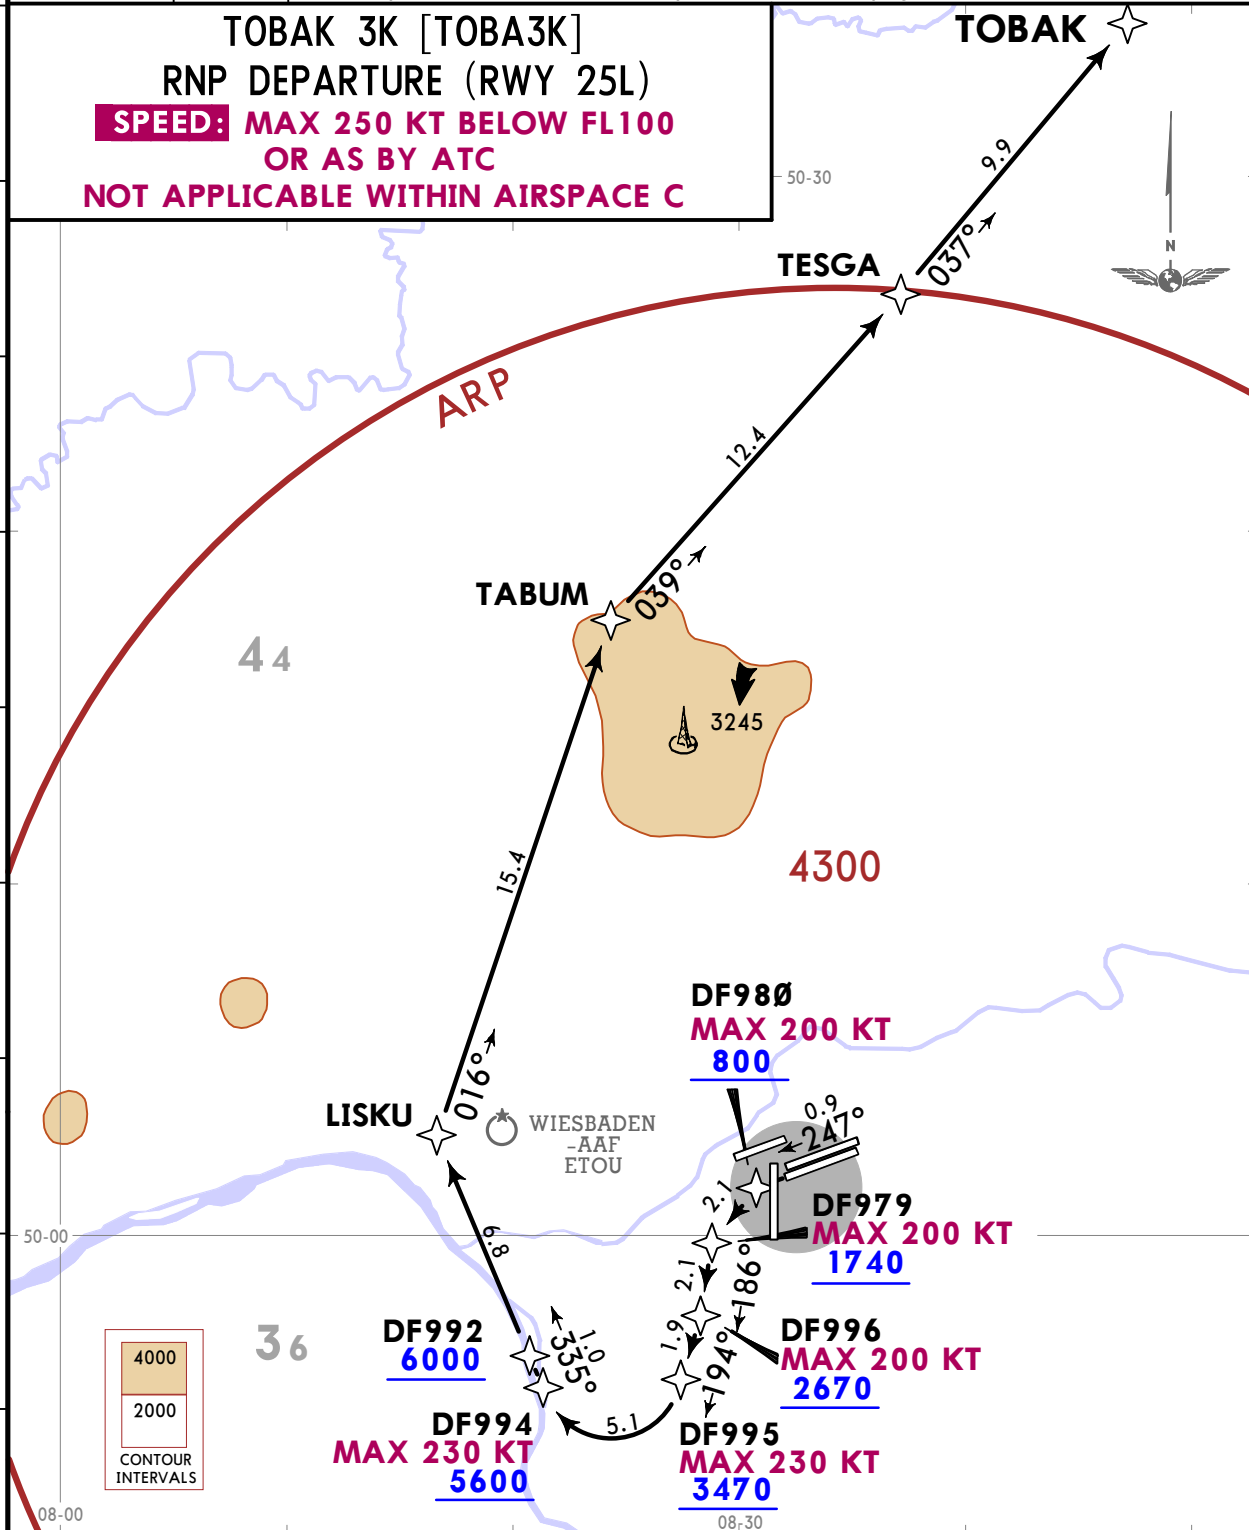 TOBAK 3K [TOBA3K]
RNP DEPARTURE (RWY 25L)
SPEED: MAX 250 KT BELOW FL100
OR AS BY ATC
NOT APPLICABLE WITHIN AIRSPACE C
TOBAK
50-30
9.9
037°
N
TESGA
ARP
12.4
039°
TABUM
44
3245
15.4
4300
DF98Ø
MAX 200 KT
800
016°
LISKU
WIESBADEN
-AAF
ETOU
0.9
247°
2.1
DF979
MAX 200 KT
1740
50-00
6.8
2.1
186°
DF996
MAX 200 KT
2670
1.9
194°
36
DF992
6000
1.0
335°
DF994
MAX 230 KT
5600
5.1
DF995
MAX 230 KT
3470
4000
2000
CONTOUR
INTERVALS
08-00
08-30